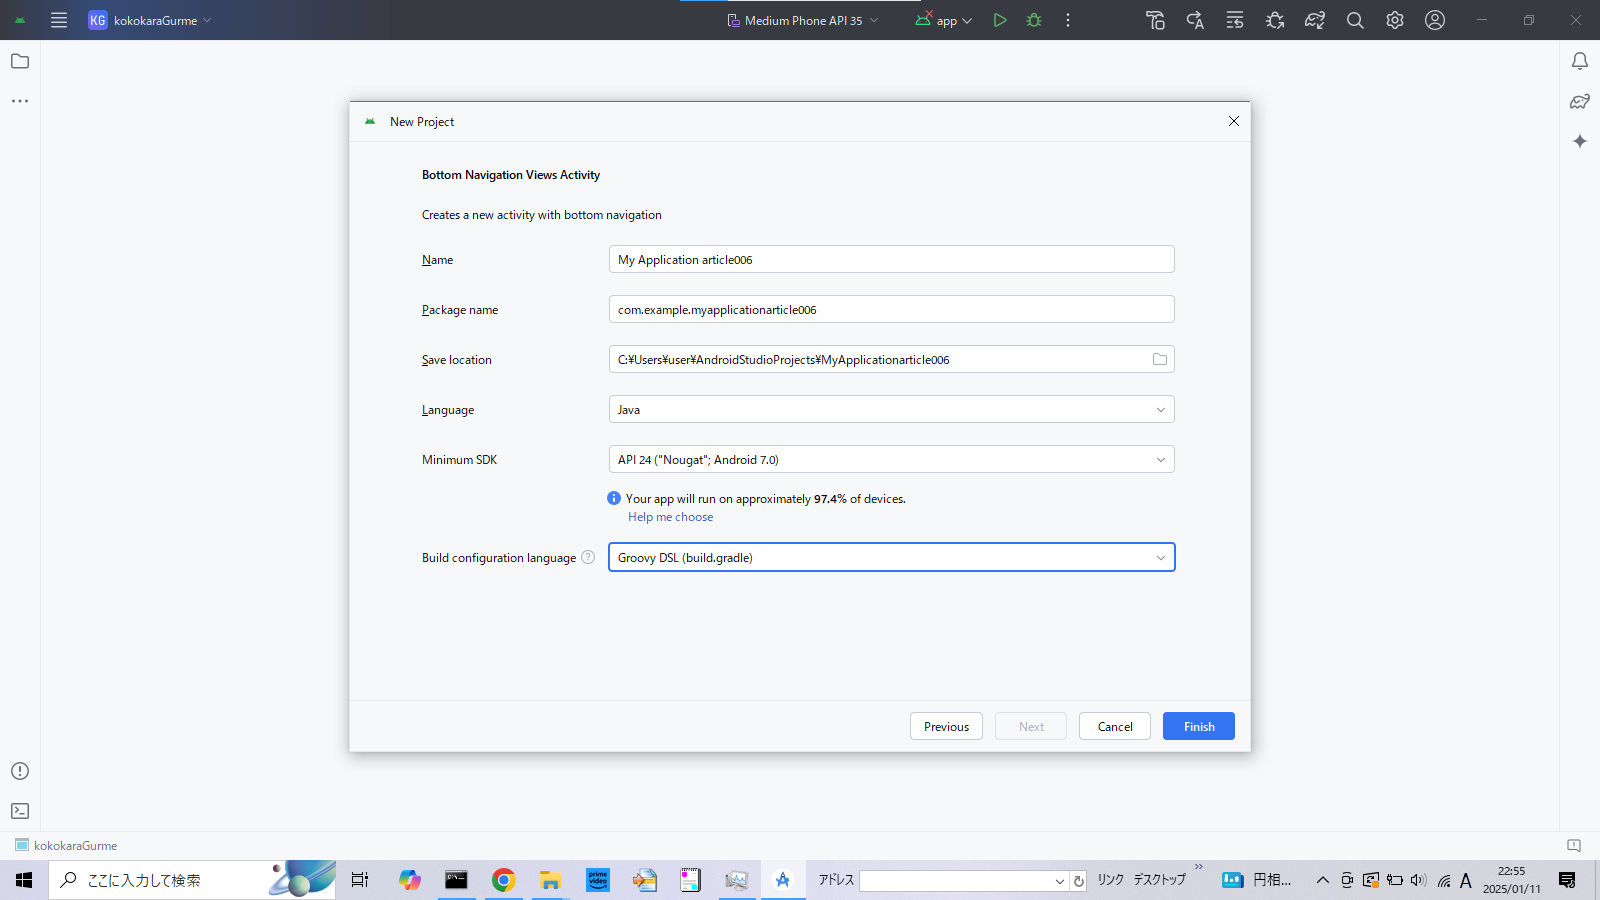 KG kokokaraGurme
Medium Phone API 35
app
New Project
Bottom Navigation Views Activity
Creates a new activity with bottom navigation
Name
My Application article006
Package name
com.example.myapplicationarticle006
Save location
C:¥Users¥user¥AndroidStudioProjects¥MyApplicationarticle006
Language
Java
Minimum SDK
API 24 ("Nougat"; Android 7.0)
Your app will run on approximately 97.4% of devices.
Help me choose
Build configuration language ?
Groovy DSL (build.gradle)
Previous
Next
Cancel
Finish
kokokaraGurme
ここに入力して検索
prime video
アドレス
リンク
デスクトップ
»
円相...
A
22:55
2025/01/11